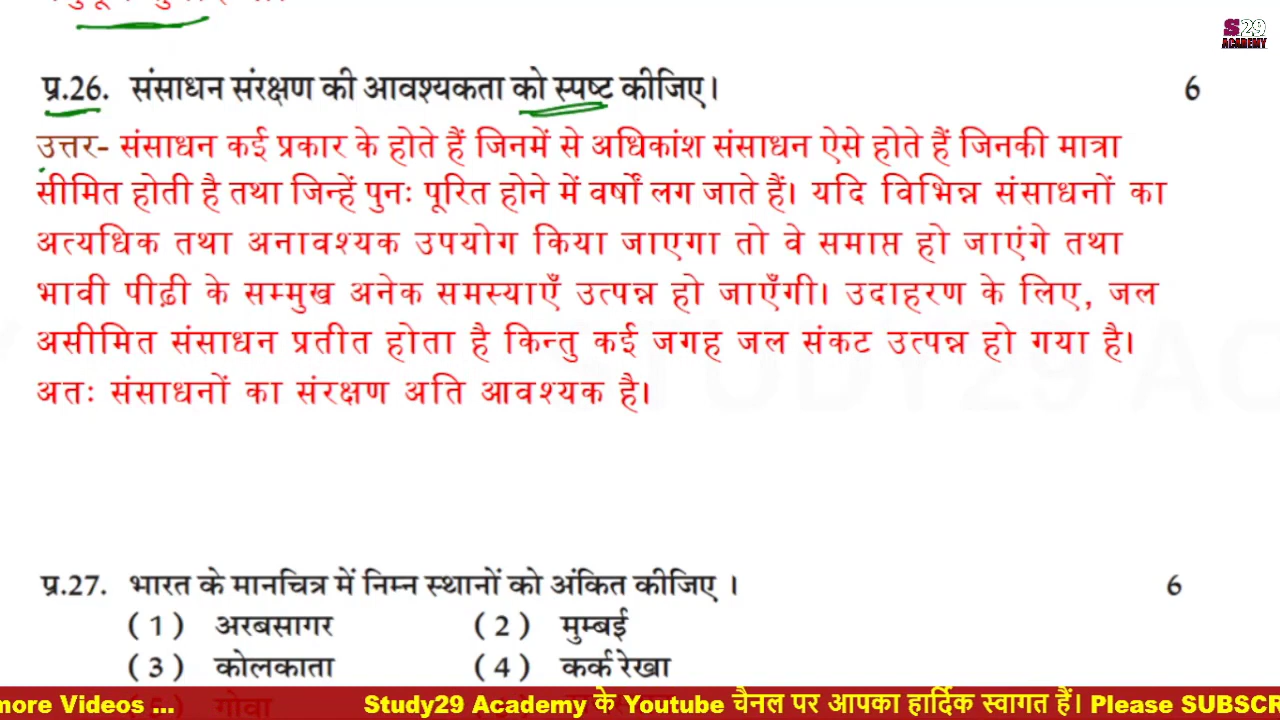 S29
ACADEMY
प्र.26. संसाधन संरक्षण की आवश्यकता को स्पष्ट कीजिए। 6
उत्तर- संसाधन कई प्रकार के होते हैं जिनमें से अधिकांश संसाधन ऐसे होते हैं जिनकी मात्रा
सीमित होती है तथा जिन्हें पुनः पूरित होने में वर्षों लग जाते हैं। यदि विभिन्न संसाधनों का
अत्यधिक तथा अनावश्यक उपयोग किया जाएगा तो वे समाप्त हो जाएंगे तथा
भावी पीढ़ी के सम्मुख अनेक समस्याएँ उत्पन्न हो जाएँगी। उदाहरण के लिए, जल
असीमित संसाधन प्रतीत होता है किन्तु कई जगह जल संकट उत्पन्न हो गया है।
अतः संसाधनों का संरक्षण अति आवश्यक है।
प्र.27. भारत के मानचित्र में निम्न स्थानों को अंकित कीजिए । 6
( 1 ) अरबसागर ( 2 ) मुम्बई
( 3 ) कोलकाता ( 4 ) कर्क रेखा
more Videos ... Study29 Academy के Youtube चैनल पर आपका हार्दिक स्वागत हैं। Please SUBSCR